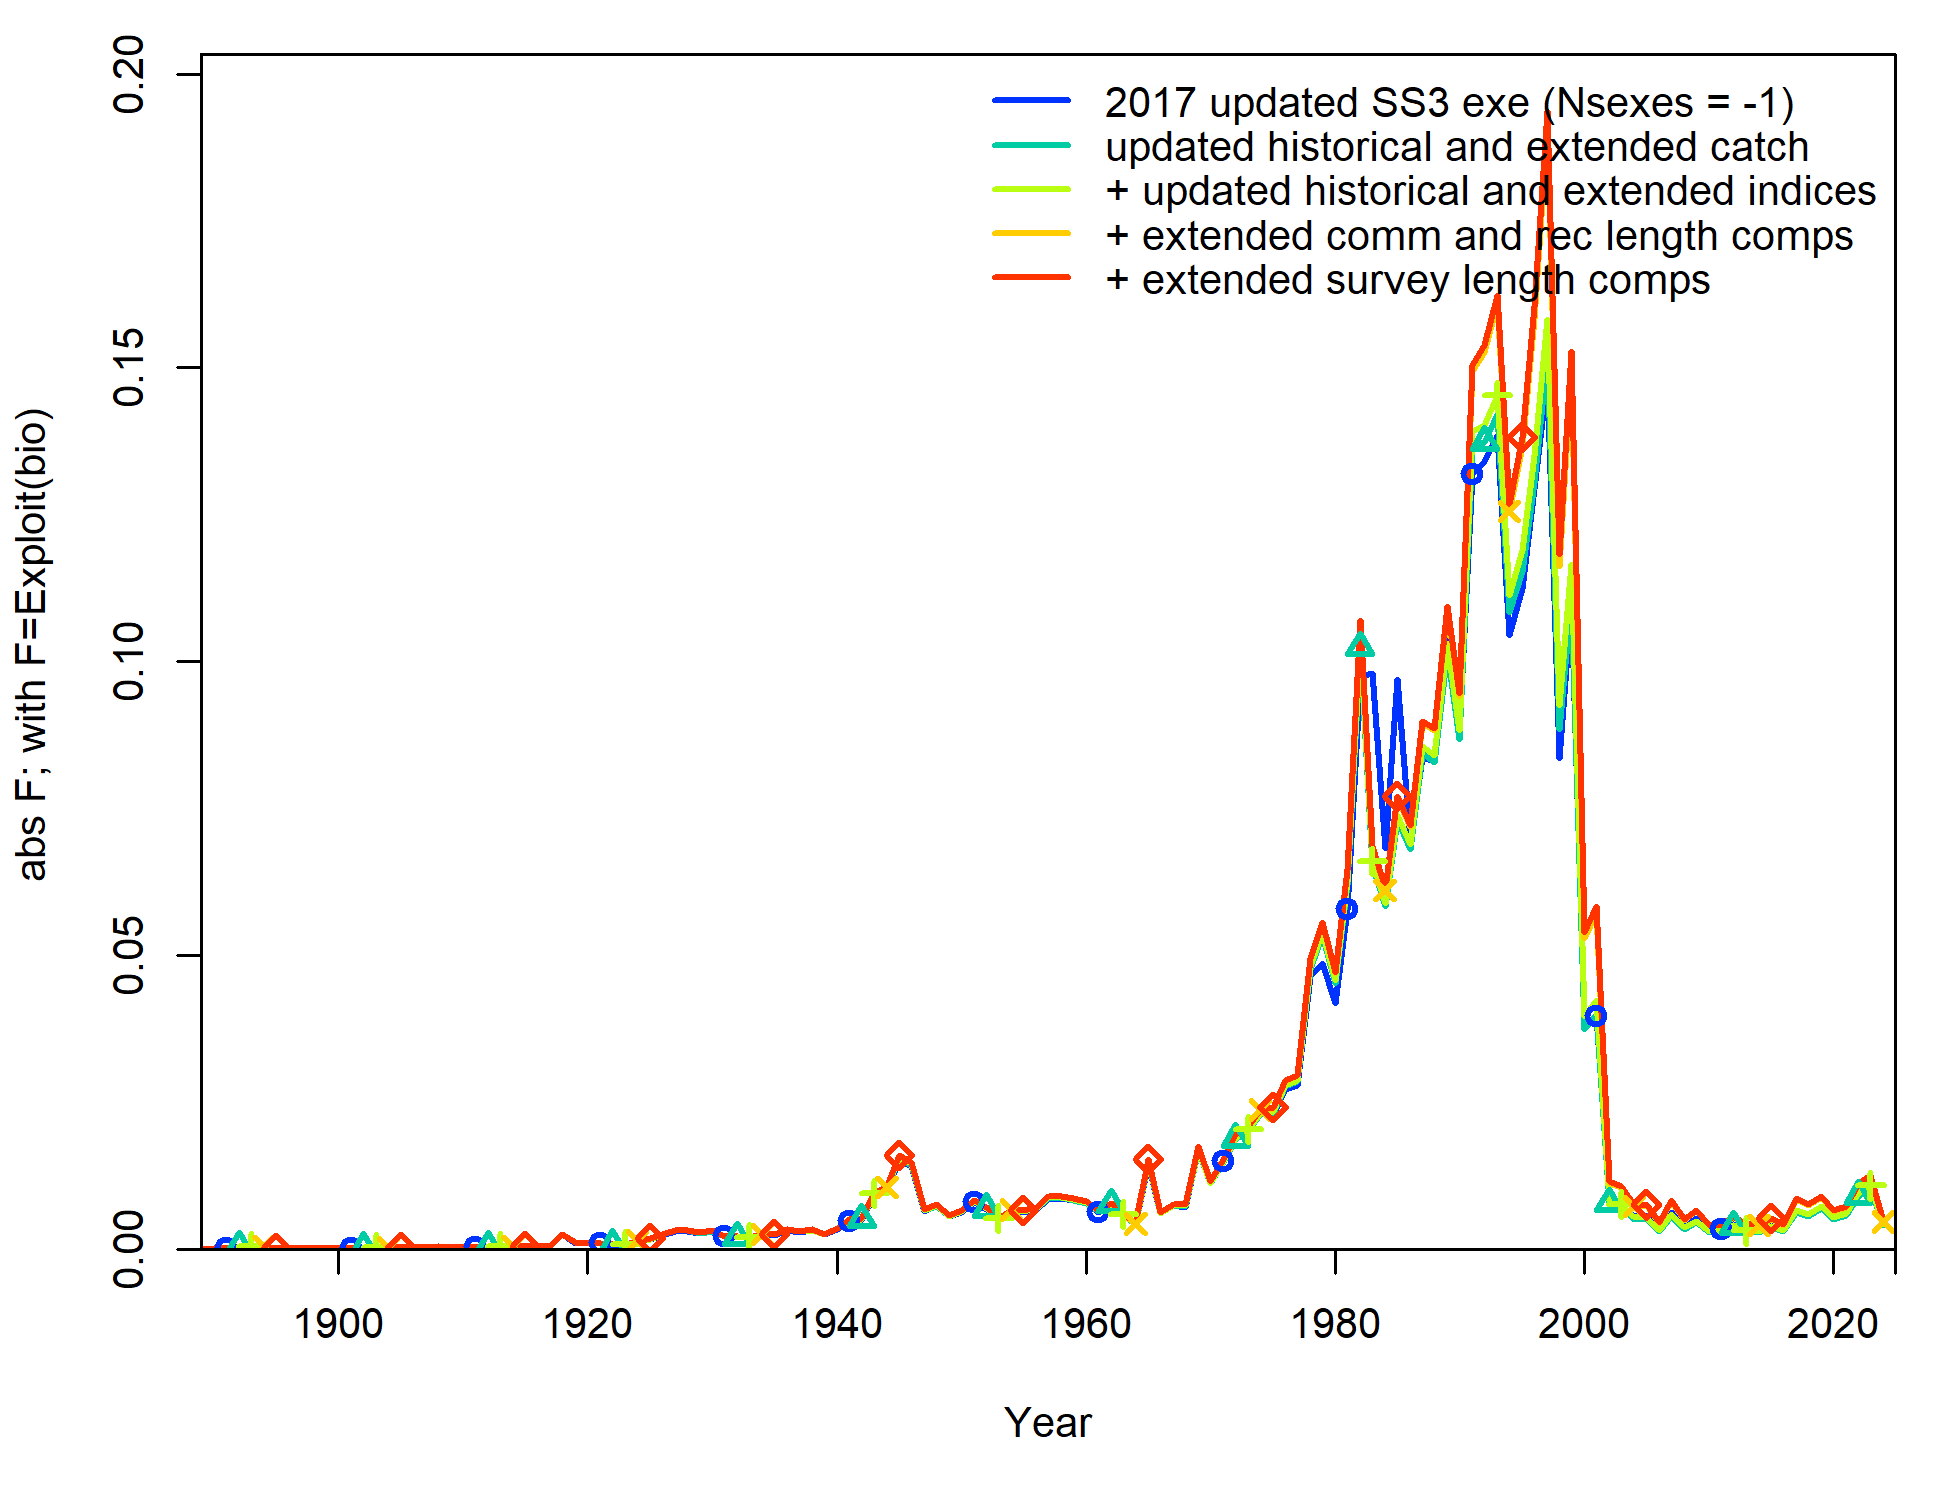 2017 updated SS3 exe (Nsexes = -1)
updated historical and extended catch
+ updated historical and extended indices
+ extended comm and rec length comps
+ extended survey length comps
abs F; with F=Exploit(bio)
0.20
0.15
0.10
0.05
0.00
1900 1920 1940 1960 1980 2000 2020
Year